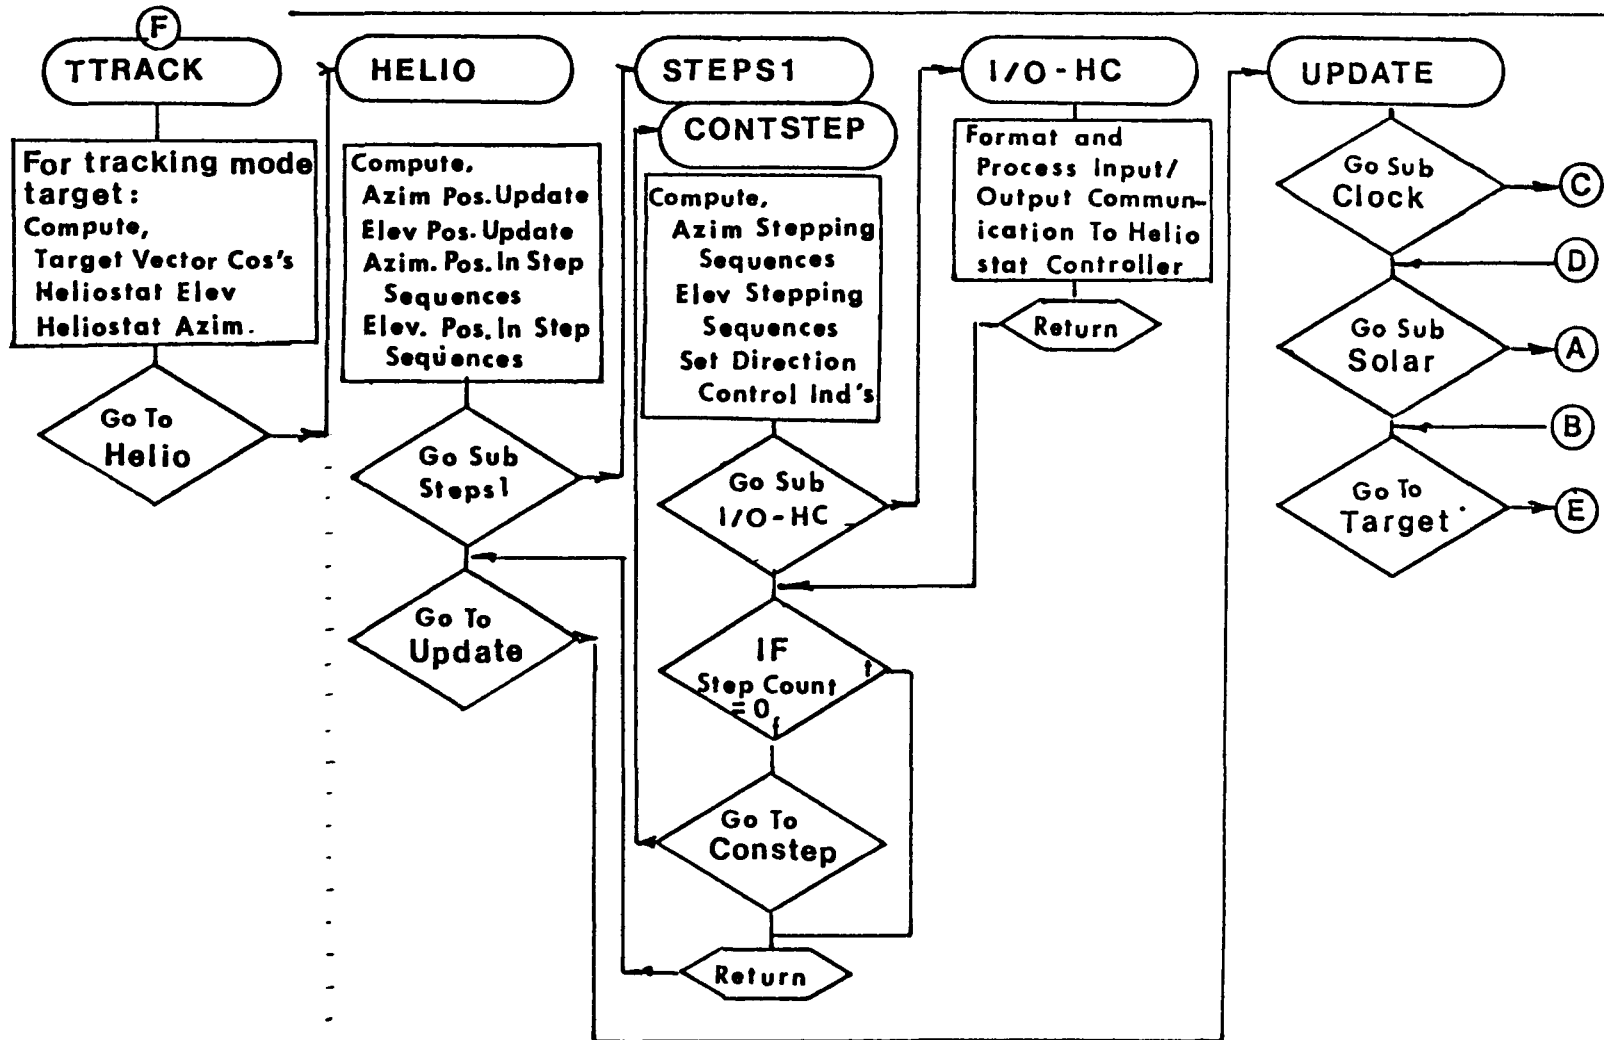 F
TTRACK
For tracking mode
target:
Compute,
Target Vector Cos's
Heliostat Elev
Heliostat Azim.
Go To
Helio
HELIO
Compute,
Azim Pos. Update
Elev Pos. Update
Azim. Pos. In Step
Sequences
Elev. Pos. In Step
Sequences
Go Sub
Steps1
Go To
Update
STEPS1
CONTSTEP
Compute,
Azim Stepping
Sequences
Elev Stepping
Sequences
Set Direction
Control Ind's
Go Sub
I/O-HC
IF
Step Count
=0
t
f
Go To
Constep
Return
I/O-HC
Format and
Process Input/
Output Commun-
ication To Helio
stat Controller
Return
UPDATE
Go Sub
Clock
C
D
Go Sub
Solar
A
B
Go To
Target
E